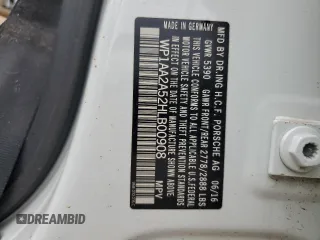 MADE IN GERMANY
MFD BY DR.ING H.C.F. PORSCHE AG
GVWR 5390
GAWR FRONT/REAR 2778/2888 LBS
06/16
THIS VEHICLE CONFORMS TO ALL APPLICABLE U.S. FEDERAL
MOTOR VEHICLE SAFETY, BUMPER AND THEFT PREVENTION
STANDARDS IN EFFECT ON THE DATE OF MANUFACTURE
SHOWN ABOVE
WP1AA2A52HLB00908
MPV
DREAMBID